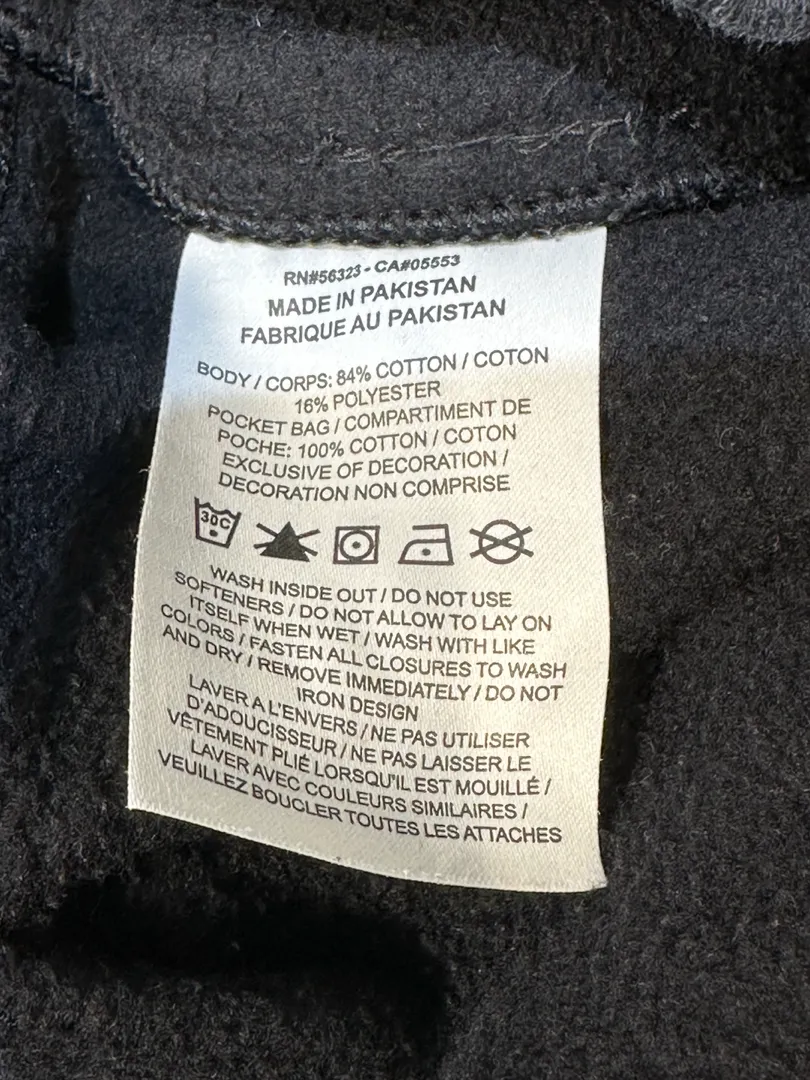 RN#56323 - CA#05553
MADE IN PAKISTAN
FABRIQUE AU PAKISTAN
BODY / CORPS: 84% COTTON / COTON
16% POLYESTER
POCKET BAG / COMPARTIMENT DE
POCHE: 100% COTTON / COTON
EXCLUSIVE OF DECORATION /
DECORATION NON COMPRISE
30C
WASH INSIDE OUT / DO NOT USE
SOFTENERS / DO NOT ALLOW TO LAY ON
ITSELF WHEN WET / WASH WITH LIKE
COLORS / FASTEN ALL CLOSURES TO WASH
AND DRY / REMOVE IMMEDIATELY / DO NOT
IRON DESIGN
LAVER A L'ENVERS / NE PAS UTILISER
D'ADOUCISSEUR / NE PAS LAISSER LE
VÊTEMENT PLIÉ LORSQU'IL EST MOUILLÉ /
LAVER AVEC COULEURS SIMILAIRES /
VEUILLEZ BOUCLER TOUTES LES ATTACHES